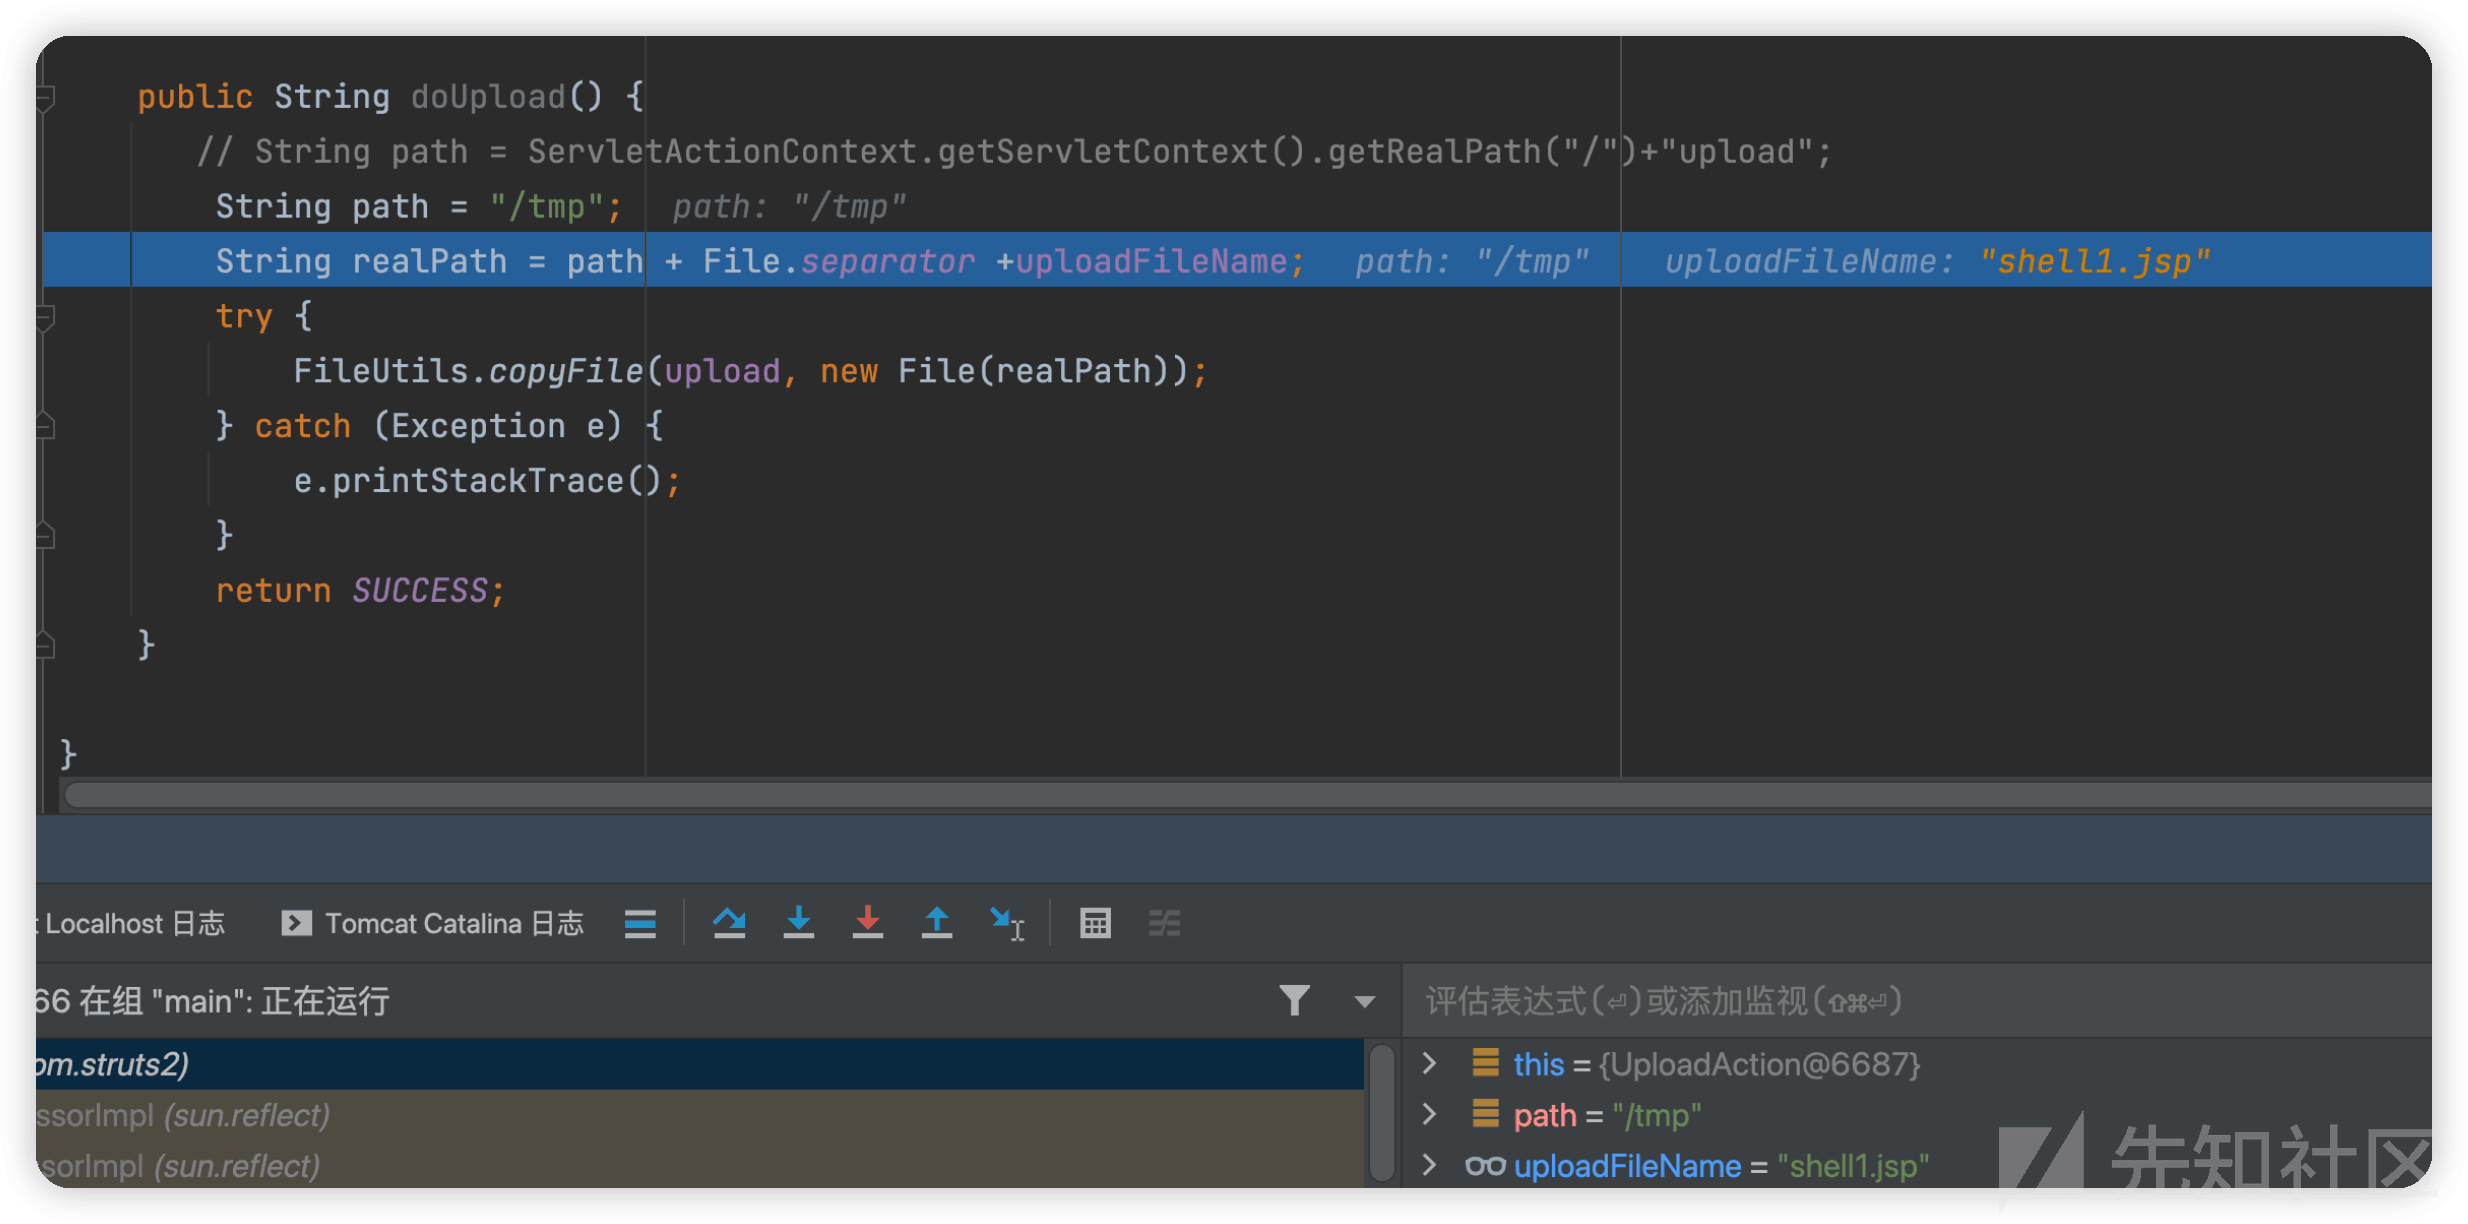 public String doUpload() {
// String path = ServletActionContext.getServletContext().getRealPath("/")+"upload";
String path = "/tmp"; path: "/tmp"
String realPath = path + File.separator +uploadFileName; path: "/tmp" uploadFileName: "shell1.jsp"
try {
FileUtils.copyFile(upload, new File(realPath));
} catch (Exception e) {
e.printStackTrace();
}
return SUCCESS;
}
}
: Localhost 日志 Tomcat Catalina 日志
66 在组 "main": 正在运行
评估表达式(⏎)或添加监视(⇧⌘⏎)
om.struts2)
ssorImpl (sun.reflect)
sorImpl (sun.reflect)
this = {UploadAction@6687}
path = "/tmp"
uploadFileName = "shell1.jsp"
先知社区